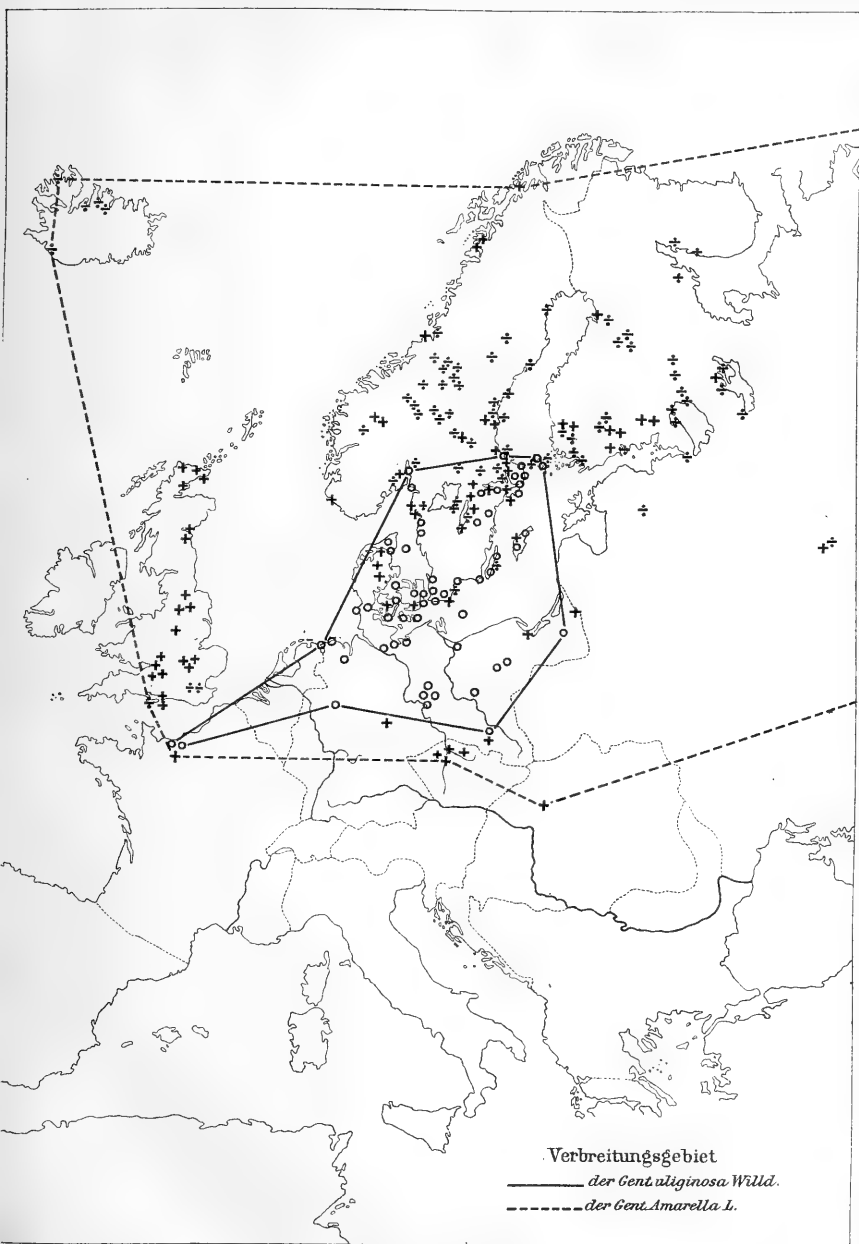 Verbreitungsgebiet
der Gent. uliginosa Willd.
der Gent. Amarella L.